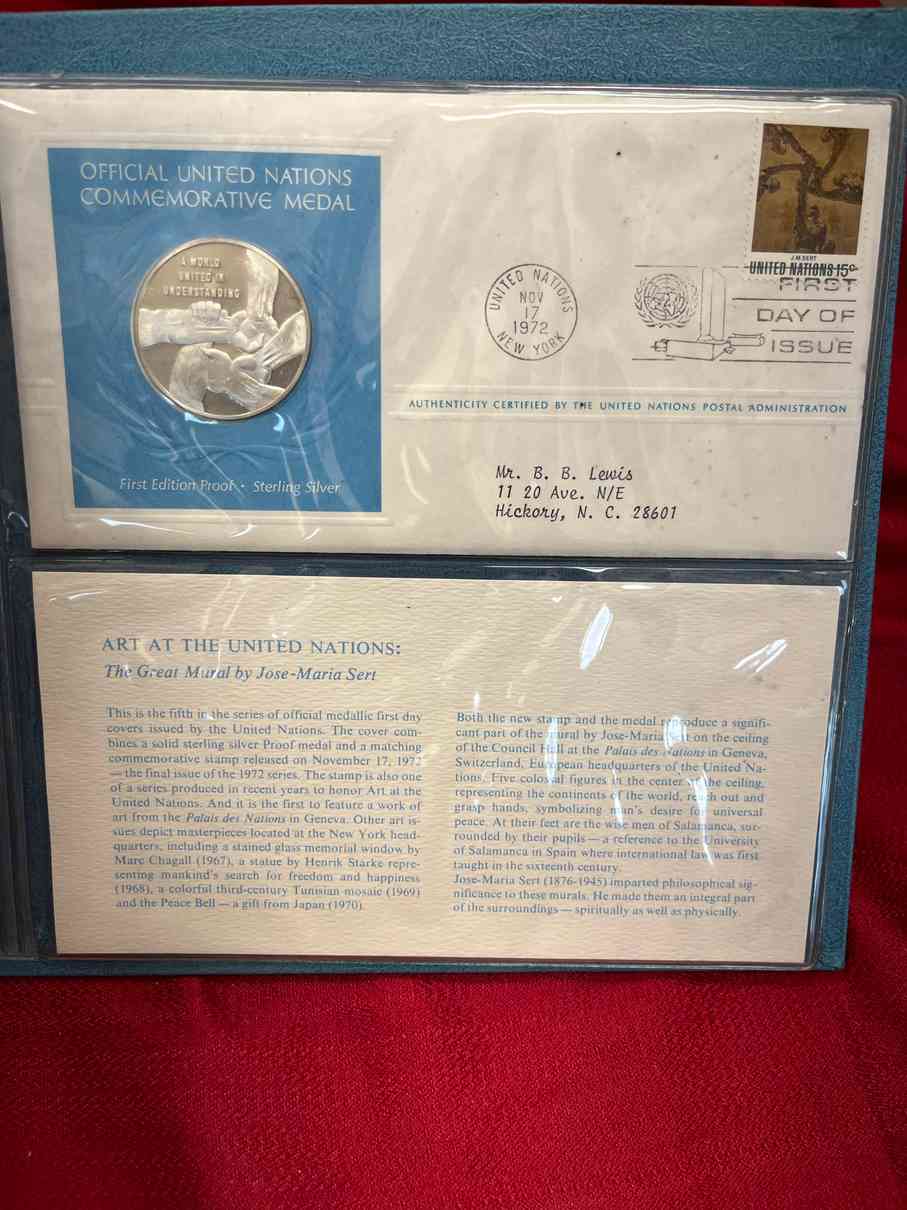 OFFICIAL UNITED NATIONS
COMMEMORATIVE MEDAL
A WORLD
UNITED IN
UNDERSTANDING
First Edition Proof • Sterling Silver
J.M.SERT
UNITED NATIONS 15c
UNITED NATIONS
NOV
17
1972
NEW YORK
FIRST
DAY OF
ISSUE
AUTHENTICITY CERTIFIED BY THE UNITED NATIONS POSTAL ADMINISTRATION
Mr. B. B. Lewis
11 20 Ave. N/E
Hickory, N. C. 28601
ART AT THE UNITED NATIONS:
The Great Mural by Jose-Maria Sert
This is the fifth in the series of official medallic first day
covers issued by the United Nations. The cover com-
bines a solid sterling silver Proof medal and a matching
commemorative stamp released on November 17, 1972
— the final issue of the 1972 series. The stamp is also one
of a series produced in recent years to honor Art at the
United Nations. And it is the first to feature a work of
art from the Palais des Nations in Geneva. Other art is-
sues depict masterpieces located at the New York head-
quarters, including a stained glass memorial window by
Marc Chagall (1967), a statue by Henrik Starke repre-
senting mankind's search for freedom and happiness
(1968), a colorful third-century Tunisian mosaic (1969)
and the Peace Bell — a gift from Japan (1970).
Both the new stamp and the medal reproduce a signifi-
cant part of the mural by Jose-Maria Sert on the ceiling
of the Council Hall at the Palais des Nations in Geneva,
Switzerland, European headquarters of the United Na-
tions. Five colossal figures in the center of the ceiling,
representing the continents of the world, reach out and
grasp hands, symbolizing man's desire for universal
peace. At their feet are the wise men of Salamanca, sur-
rounded by their pupils — a reference to the University
of Salamanca in Spain where international law was first
taught in the sixteenth century.
Jose-Maria Sert (1876-1945) imparted philosophical sig-
nificance to these murals. He made them an integral part
of the surroundings — spiritually as well as physically.